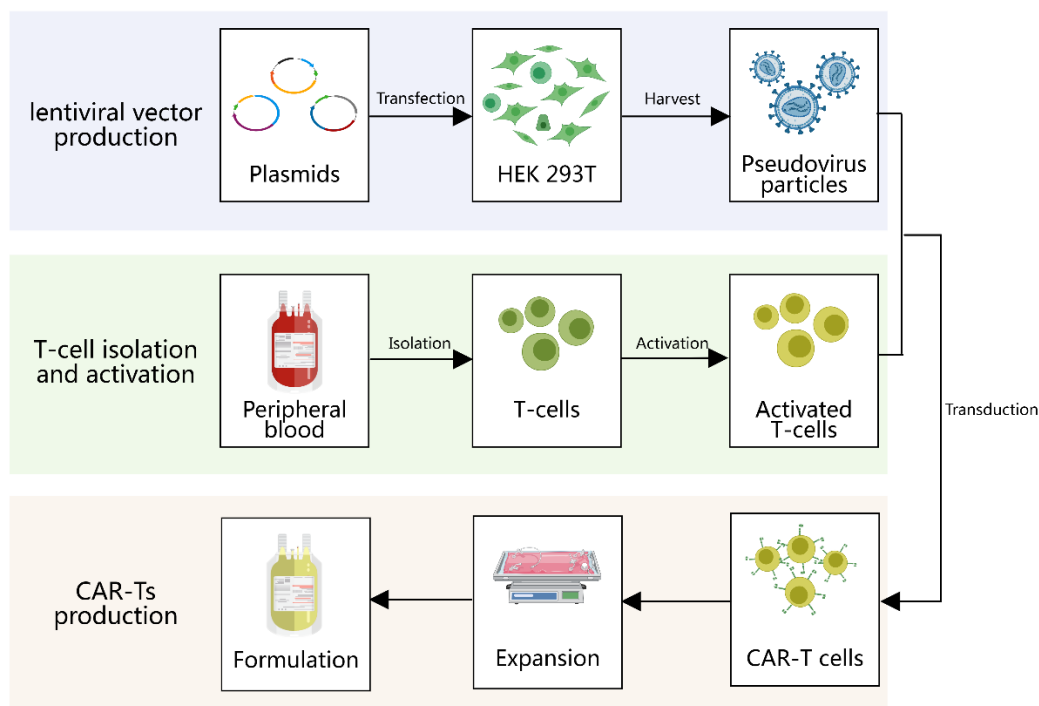 lentiviral vector
production
Plasmids
Transfection
HEK 293T
Harvest
Pseudovirus
particles
T-cell isolation
and activation
Peripheral
blood
Isolation
T-cells
Activation
Activated
T-cells
Transduction
CAR-Ts
production
Formulation
Expansion
CAR-T cells